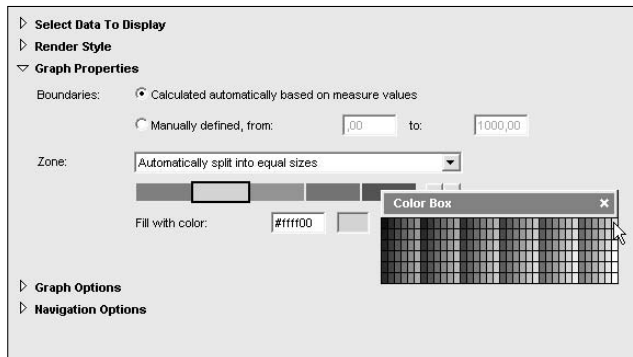 Select Data To Display
Render Style
Graph Properties
Boundaries: Calculated automatically based on measure values
Manually defined, from: ,00 to: 1000,00
Zone: Automatically split into equal sizes
Color Box
Fill with color: #ffff00
Graph Options
Navigation Options